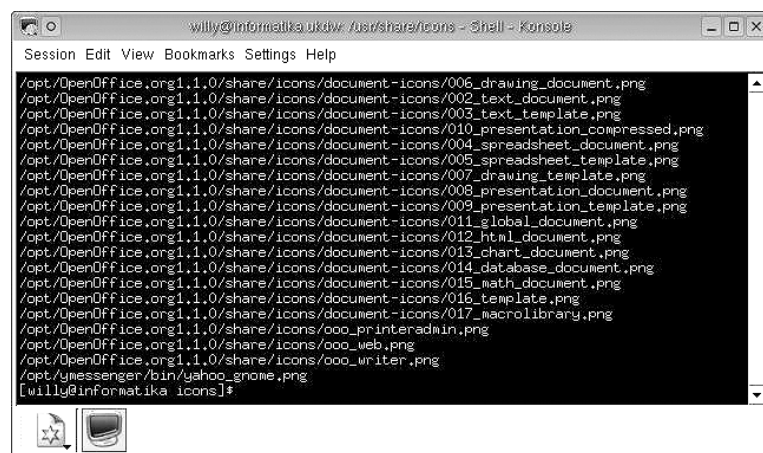 willy@informatika.ukdw: /usr/share/icons - Shell - Konsole
Session Edit View Bookmarks Settings Help
/opt/OpenOffice.org1.1.0/share/icons/document-icons/006_drawing_document.png
/opt/OpenOffice.org1.1.0/share/icons/document-icons/002_text_document.png
/opt/OpenOffice.org1.1.0/share/icons/document-icons/003_text_template.png
/opt/OpenOffice.org1.1.0/share/icons/document-icons/010_presentation_compressed.png
/opt/OpenOffice.org1.1.0/share/icons/document-icons/004_spreadsheet_document.png
/opt/OpenOffice.org1.1.0/share/icons/document-icons/005_spreadsheet_template.png
/opt/OpenOffice.org1.1.0/share/icons/document-icons/007_drawing_template.png
/opt/OpenOffice.org1.1.0/share/icons/document-icons/008_presentation_document.png
/opt/OpenOffice.org1.1.0/share/icons/document-icons/009_presentation_template.png
/opt/OpenOffice.org1.1.0/share/icons/document-icons/011_global_document.png
/opt/OpenOffice.org1.1.0/share/icons/document-icons/012_html_document.png
/opt/OpenOffice.org1.1.0/share/icons/document-icons/013_chart_document.png
/opt/OpenOffice.org1.1.0/share/icons/document-icons/014_database_document.png
/opt/OpenOffice.org1.1.0/share/icons/document-icons/015_math_document.png
/opt/OpenOffice.org1.1.0/share/icons/document-icons/016_template.png
/opt/OpenOffice.org1.1.0/share/icons/document-icons/017_macrolibrary.png
/opt/OpenOffice.org1.1.0/share/icons/ooo_printeradmin.png
/opt/OpenOffice.org1.1.0/share/icons/ooo_web.png
/opt/OpenOffice.org1.1.0/share/icons/ooo_writer.png
/opt/ymessenger/bin/yahoo_gnome.png
[willy@informatika icons]$